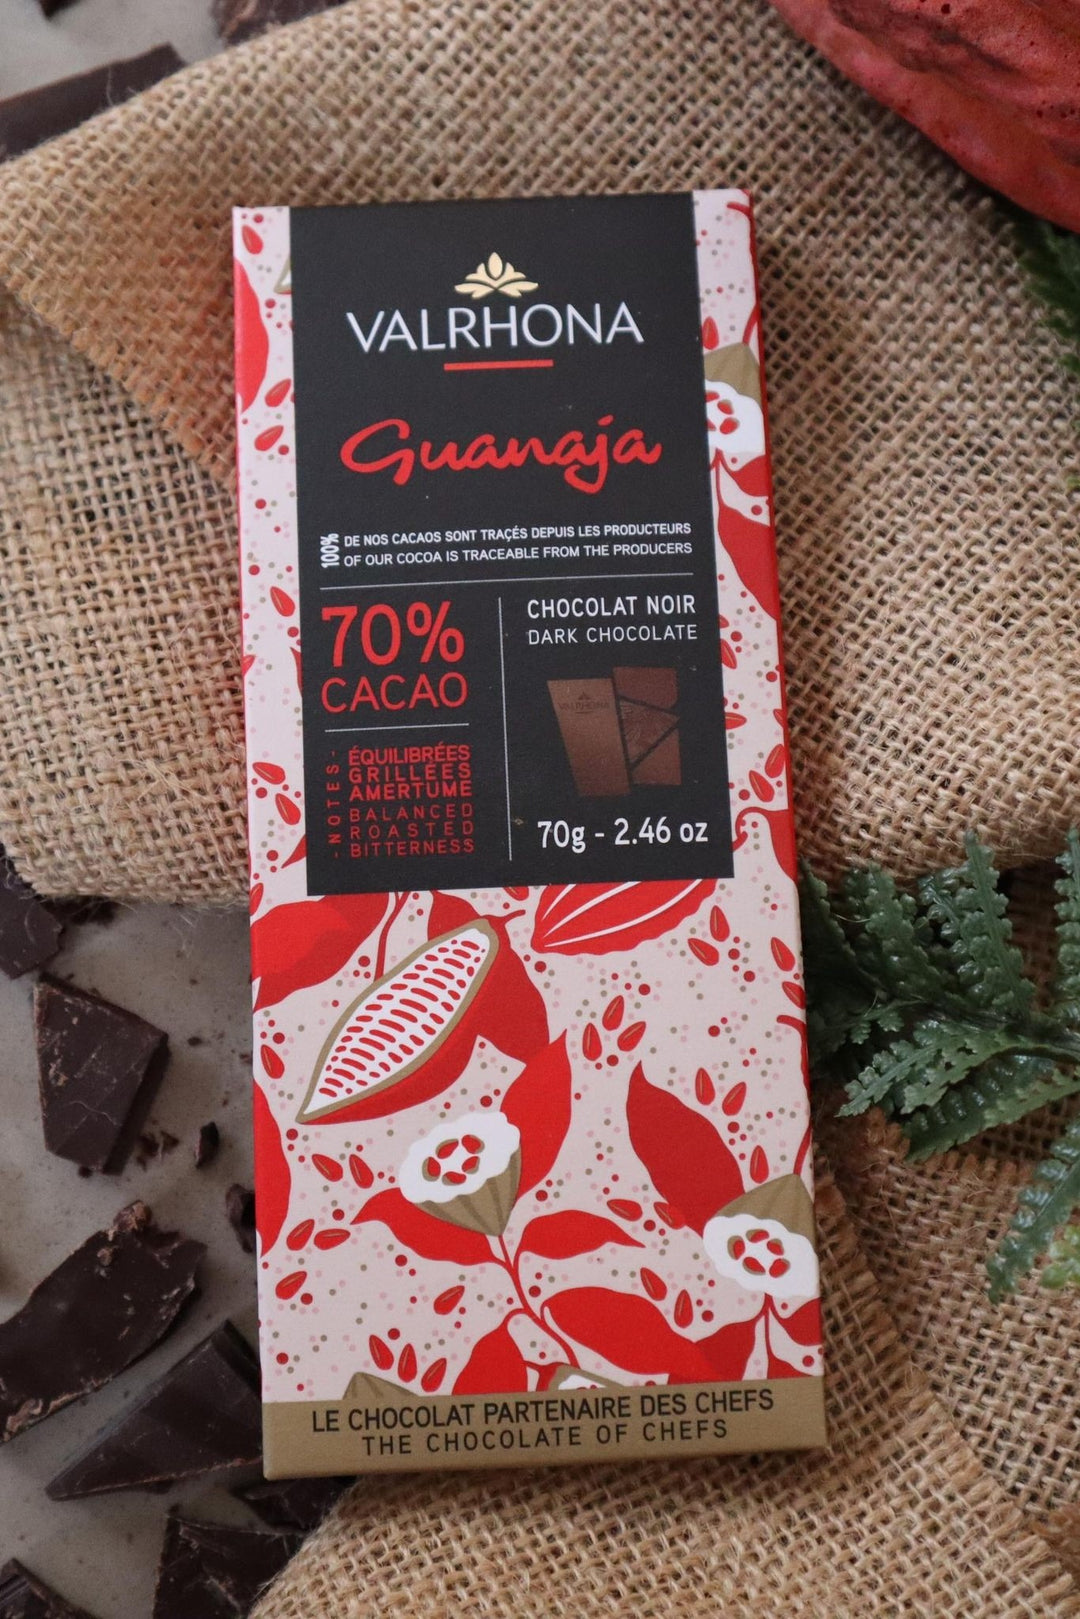 VALRHONA
Guanaja
100%
DE NOS CACAOS SONT TRAÇÉS DEPUIS LES PRODUCTEURS
OF OUR COCOA IS TRACEABLE FROM THE PRODUCERS
70%
CACAO
- NOTES -
ÉQUILIBRÉES
GRILLÉES
AMERTUME
BALANCED
ROASTED
BITTERNESS
CHOCOLAT NOIR
DARK CHOCOLATE
VALRHONA
70g - 2.46 oz
LE CHOCOLAT PARTENAIRE DES CHEFS
THE CHOCOLATE OF CHEFS